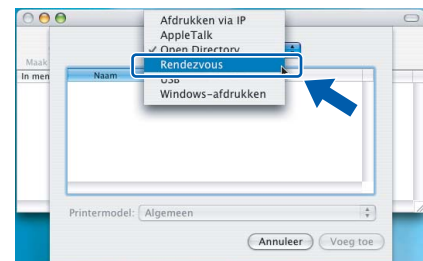 Afdrukken via IP
AppleTalk
✓ Open Directory
Rendezvous
USB
Windows-afdrukken
Maak
In men
Naam
Printermodel: Algemeen
Annuleer
Voeg toe